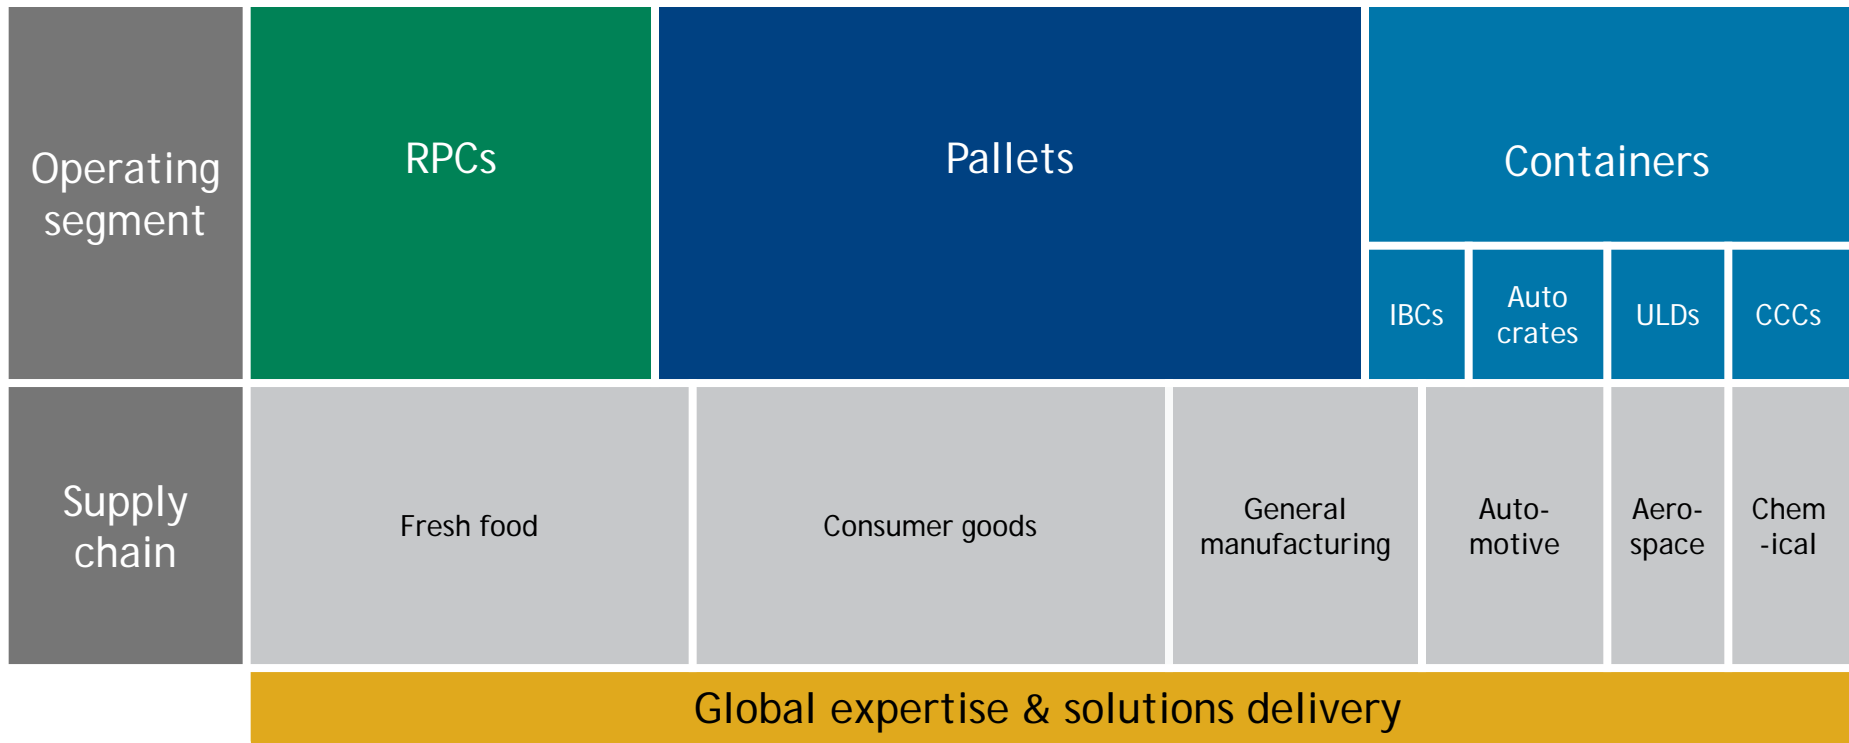 Operating
segment
RPCs
Pallets
Containers
IBCs
Auto
crates
ULDs
CCCs
Supply
chain
Fresh food
Consumer goods
General
manufacturing
Auto-
motive
Aero-
space
Chem
-ical
Global expertise & solutions delivery